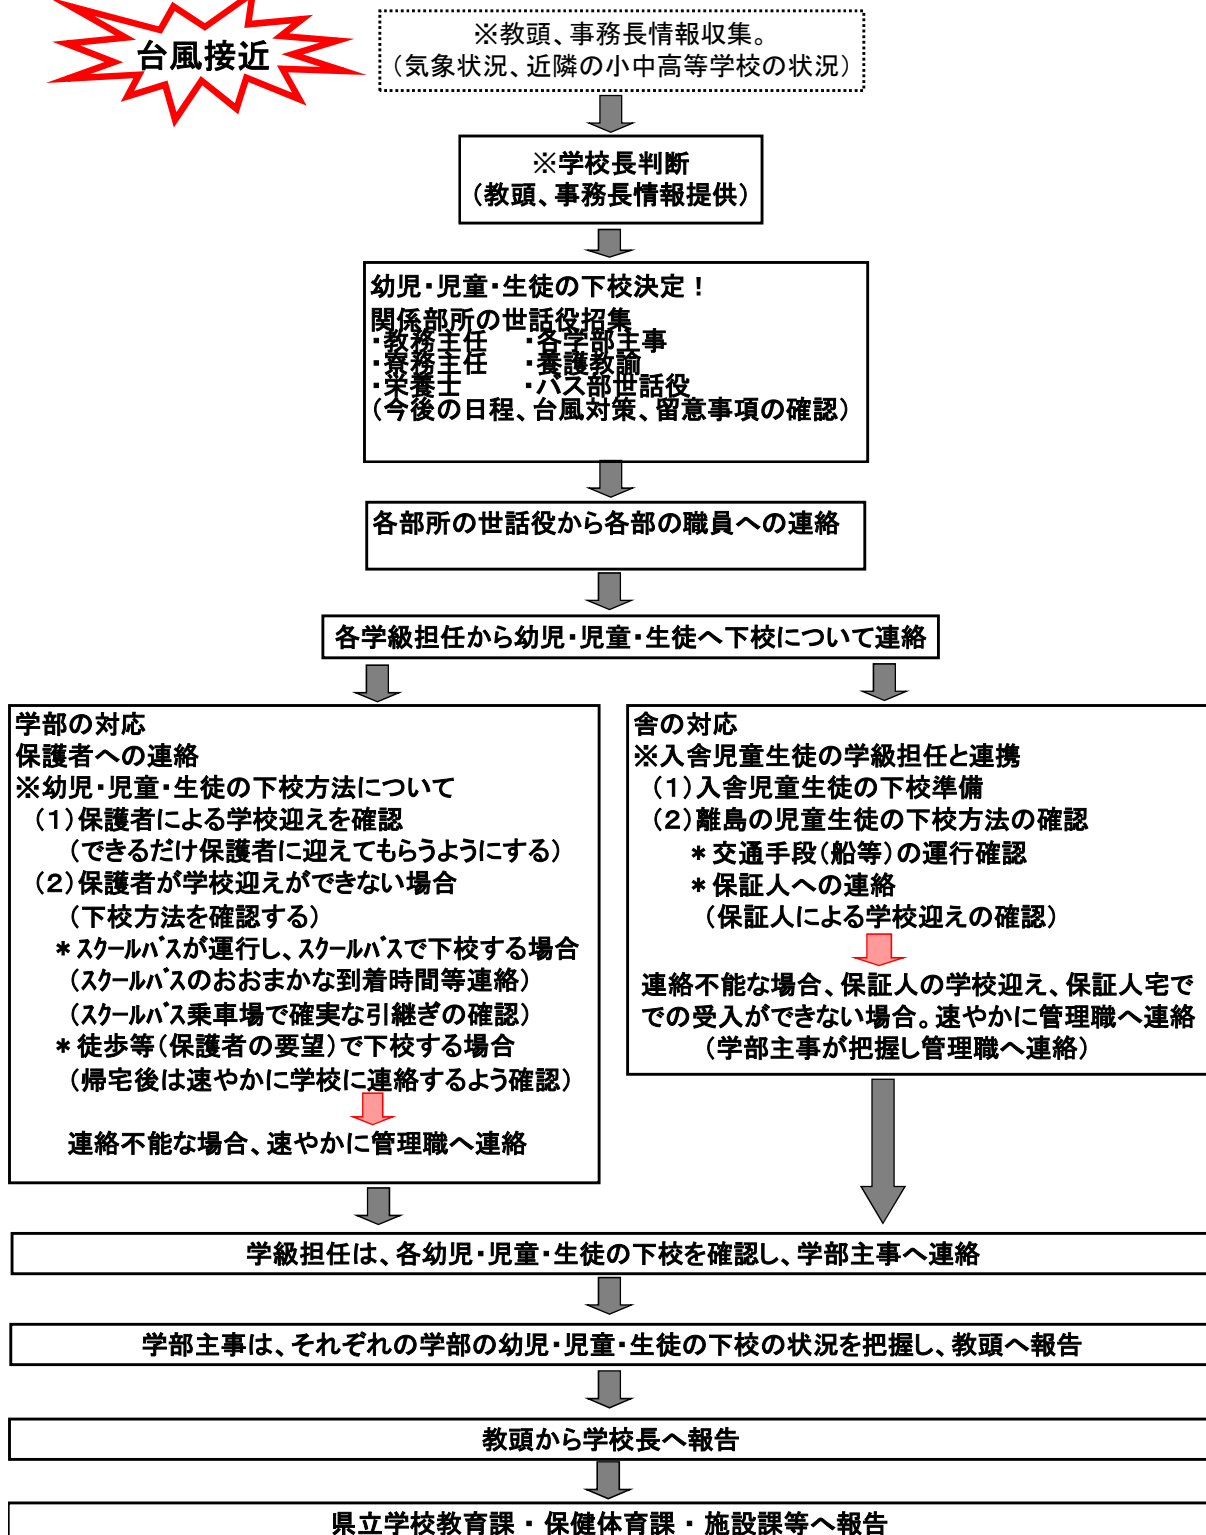 台風接近
※教頭、事務長情報収集。
（気象状況、近隣の小中高等学校の状況）
※学校長判断
（教頭、事務長情報提供）
幼児・児童・生徒の下校決定！
関係部所の世話役招集
・教務主任　・各学部主事
・寮務主任　・養護教諭
・栄養士　　・バス部世話役
（今後の日程、台風対策、留意事項の確認）
各部所の世話役から各部の職員への連絡
各学級担任から幼児・児童・生徒へ下校について連絡
学部の対応
保護者への連絡
※幼児・児童・生徒の下校方法について
（１）保護者による学校迎えを確認
（できるだけ保護者に迎えてもらうようにする）
（２）保護者が学校迎えができない場合
（下校方法を確認する）
＊ｽｸｰﾙﾊﾞｽが運行し、ｽｸｰﾙﾊﾞｽで下校する場合
（ｽｸｰﾙﾊﾞｽのおおまかな到着時間等連絡）
（ｽｸｰﾙﾊﾞｽ乗車場で確実な引継ぎの確認）
＊徒歩等（保護者の要望）で下校する場合
（帰宅後は速やかに学校に連絡するよう確認）
連絡不能な場合、速やかに管理職へ連絡
舎の対応
※入舎児童生徒の学級担任と連携
（１）入舎児童生徒の下校準備
（２）離島の児童生徒の下校方法の確認
＊交通手段（船等）の運行確認
＊保証人への連絡
（保証人による学校迎えの確認）
連絡不能な場合、保証人の学校迎え、保証人宅で
での受入ができない場合。速やかに管理職へ連絡
（学部主事が把握し管理職へ連絡）
学級担任は、各幼児・児童・生徒の下校を確認し、学部主事へ連絡
学部主事は、それぞれの学部の幼児・児童・生徒の下校の状況を把握し、教頭へ報告
教頭から学校長へ報告
県立学校教育課・保健体育課・施設課等へ報告